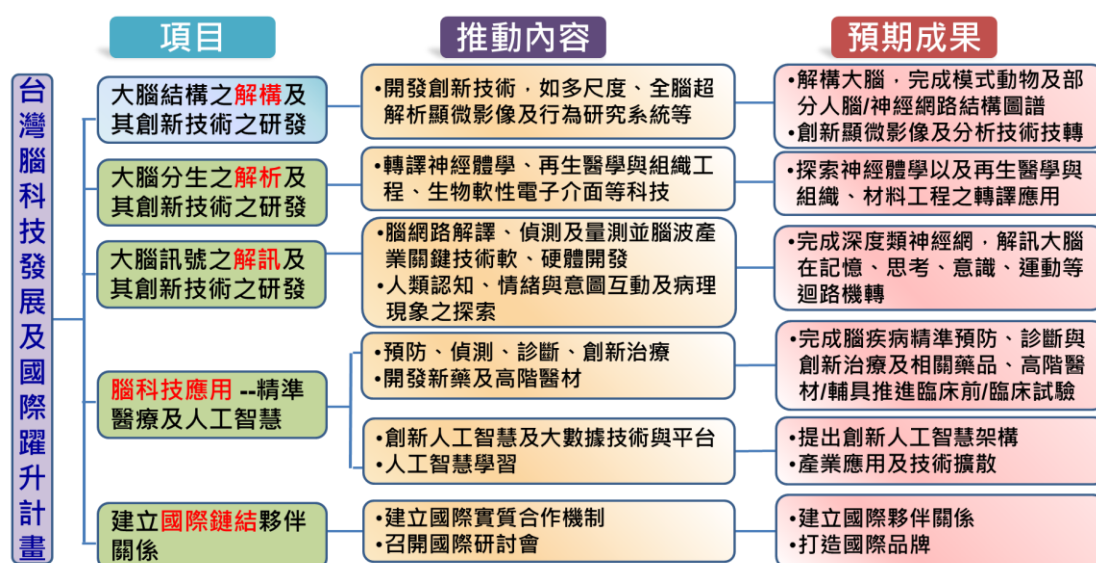 項目
推動內容
預期成果
台灣腦科技發展及國際躍升計畫
大腦結構之解構及
其創新技術之研發
•開發創新技術，如多尺度、全腦超
解析顯微影像及行為研究系統等
•解構大腦，完成模式動物及部
分人腦/神經網路結構圖譜
•創新顯微影像及分析技術技轉
大腦分生之解析及
其創新技術之研發
•轉譯神經體學、再生醫學與組織工
程、生物軟性電子介面等科技
•探索神經體學以及再生醫學與
組織、材料工程之轉譯應用
大腦訊號之解訊及
其創新技術之研發
•腦網路解譯、偵測及量測並腦波產
業關鍵技術軟、硬體開發
•人類認知、情緒與意圖互動及病理
現象之探索
•完成深度類神經網，解訊大腦
在記憶、思考、意識、運動等
迴路機轉
腦科技應用 --精準
醫療及人工智慧
•預防、偵測、診斷、創新治療
•開發新藥及高階醫材
•完成腦疾病精準預防、診斷與
創新治療及相關藥品、高階醫
材/輔具推進臨床前/臨床試驗
•創新人工智慧及大數據技術與平台
•人工智慧學習
•提出創新人工智慧架構
•產業應用及技術擴散
建立國際鏈結夥伴
關係
•建立國際實質合作機制
•召開國際研討會
•建立國際夥伴關係
•打造國際品牌